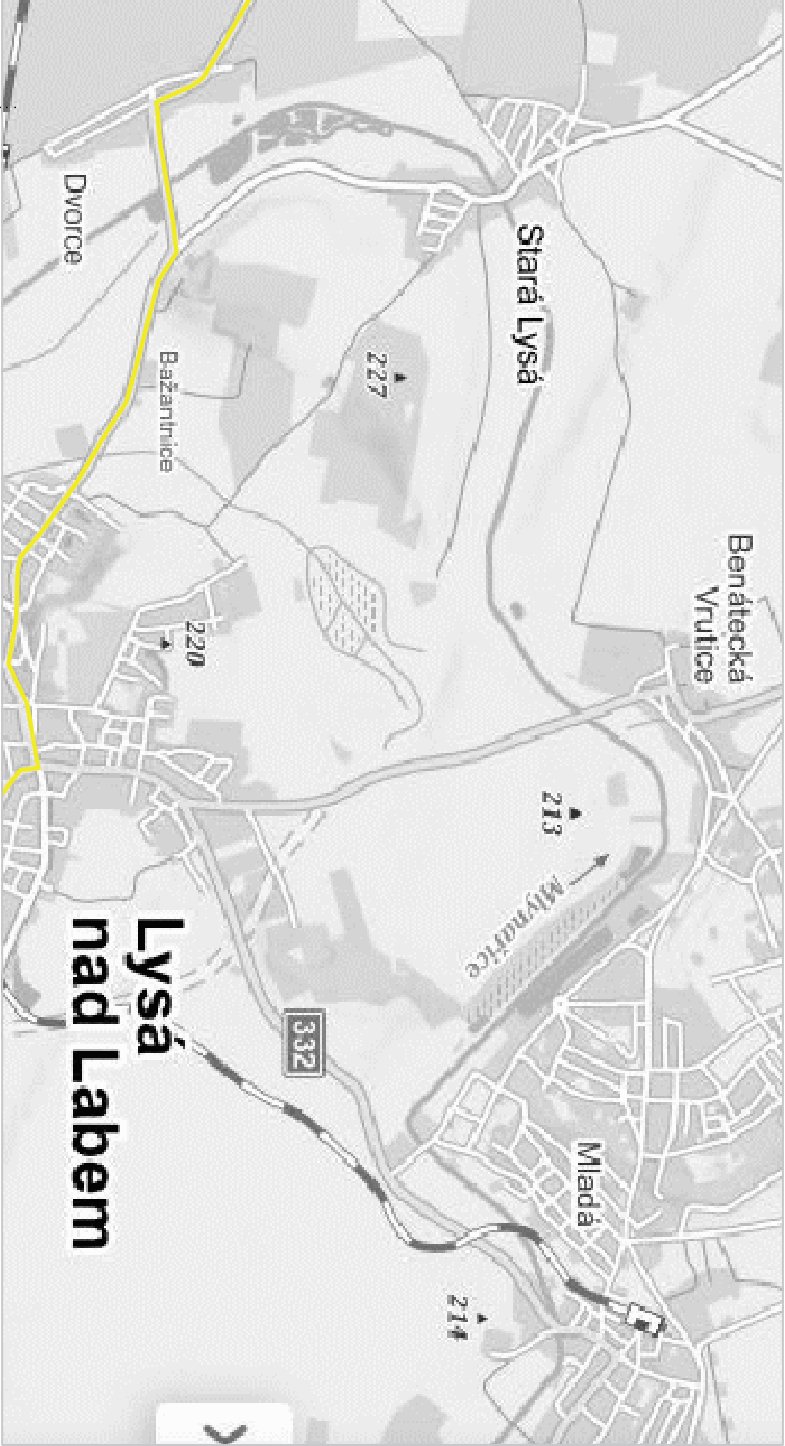 Benátecká
Vrutice
Stará Lysá
Mladá
213
Mlynařice
227
214
332
220
Bažantnice
Lysá
nad Labem
Dvorce